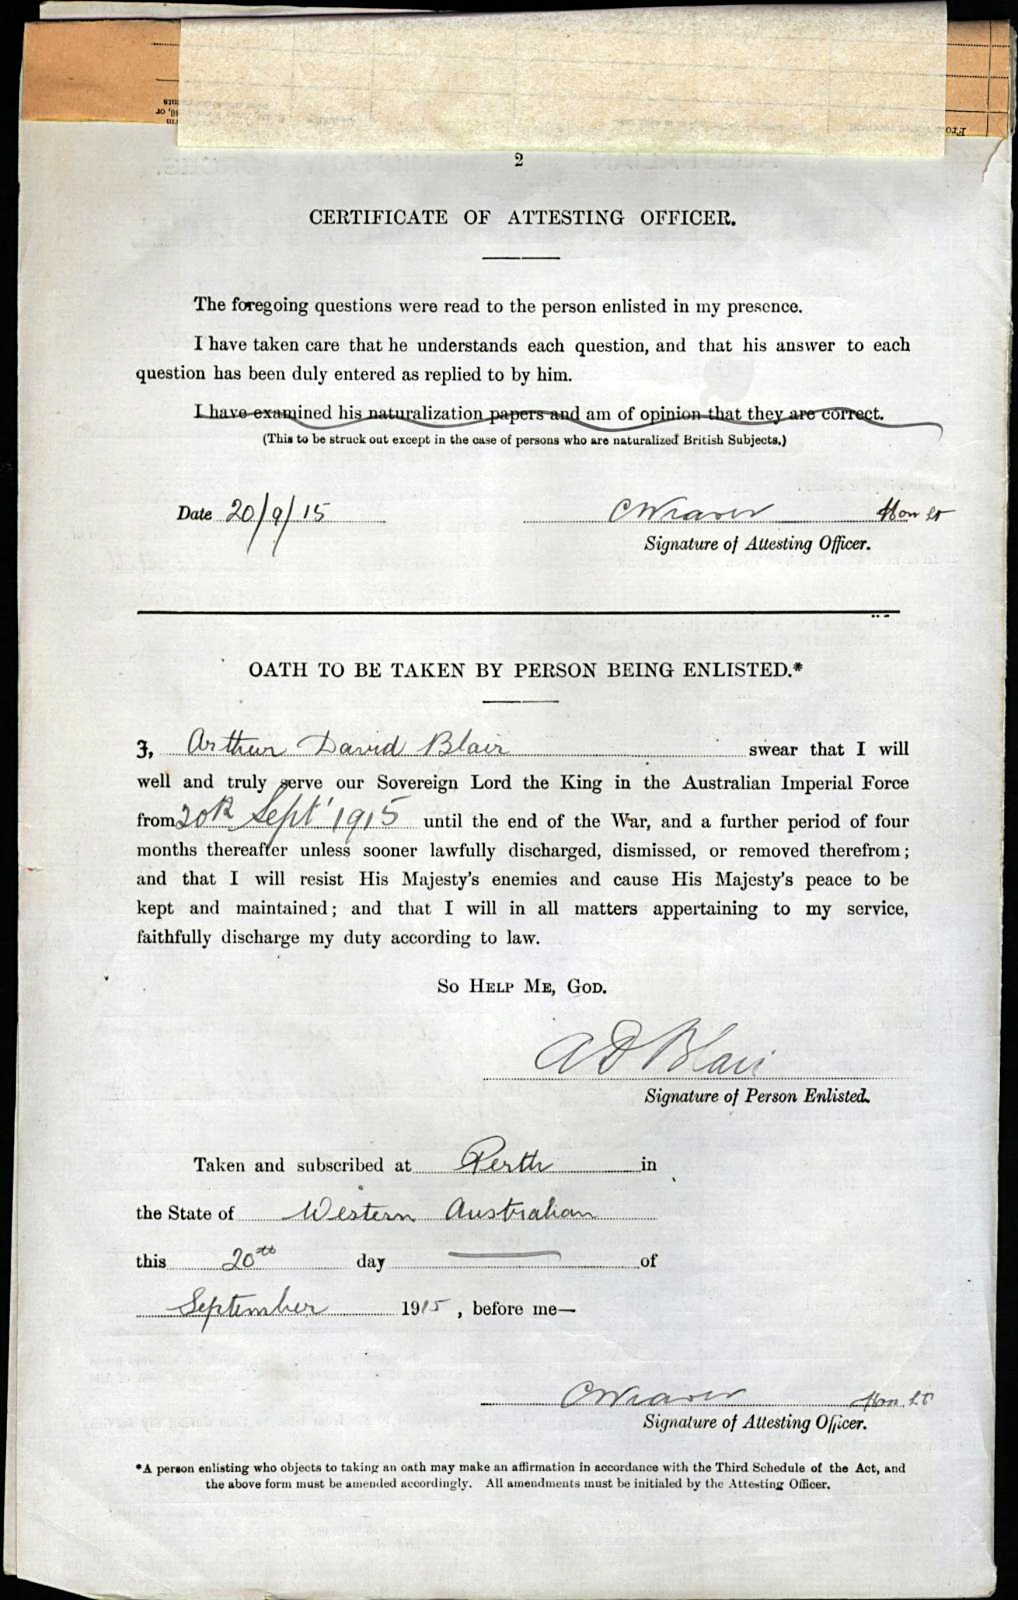 2
CERTIFICATE OF ATTESTING OFFICER.
The foregoing questions were read to the person enlisted in my presence.
I have taken care that he understands each question, and that his answer to each
question has been duly entered as replied to by him.
I have examined his naturalization papers and am of opinion that they are correct.
(This to be struck out except in the case of persons who are naturalized British Subjects.)
Date 20/9/15 C Weaver Hon Lt
Signature of Attesting Officer.
OATH TO BE TAKEN BY PERSON BEING ENLISTED.*
I, Arthur David Blair swear that I will
well and truly serve our Sovereign Lord the King in the Australian Imperial Force
from 20th Sept' 1915 until the end of the War, and a further period of four
months thereafter unless sooner lawfully discharged, dismissed, or removed therefrom;
and that I will resist His Majesty's enemies and cause His Majesty's peace to be
kept and maintained; and that I will in all matters appertaining to my service,
faithfully discharge my duty according to law.
SO HELP ME, GOD.
A D Blair
Signature of Person Enlisted.
Taken and subscribed at Perth in
the State of Western Australian
this 20th day of
September 1915, before me—
C Weaver Hon Lt
Signature of Attesting Officer.
*A person enlisting who objects to taking an oath may make an affirmation in accordance with the Third Schedule of the Act, and
the above form must be amended accordingly. All amendments must be initialed by the Attesting Officer.